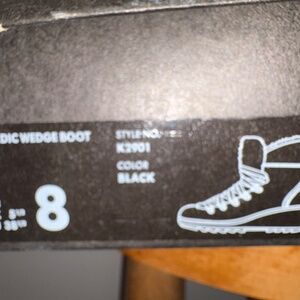 DIC WEDGE BOOT
STYLE NO.
K2901
COLOR
BLACK
8